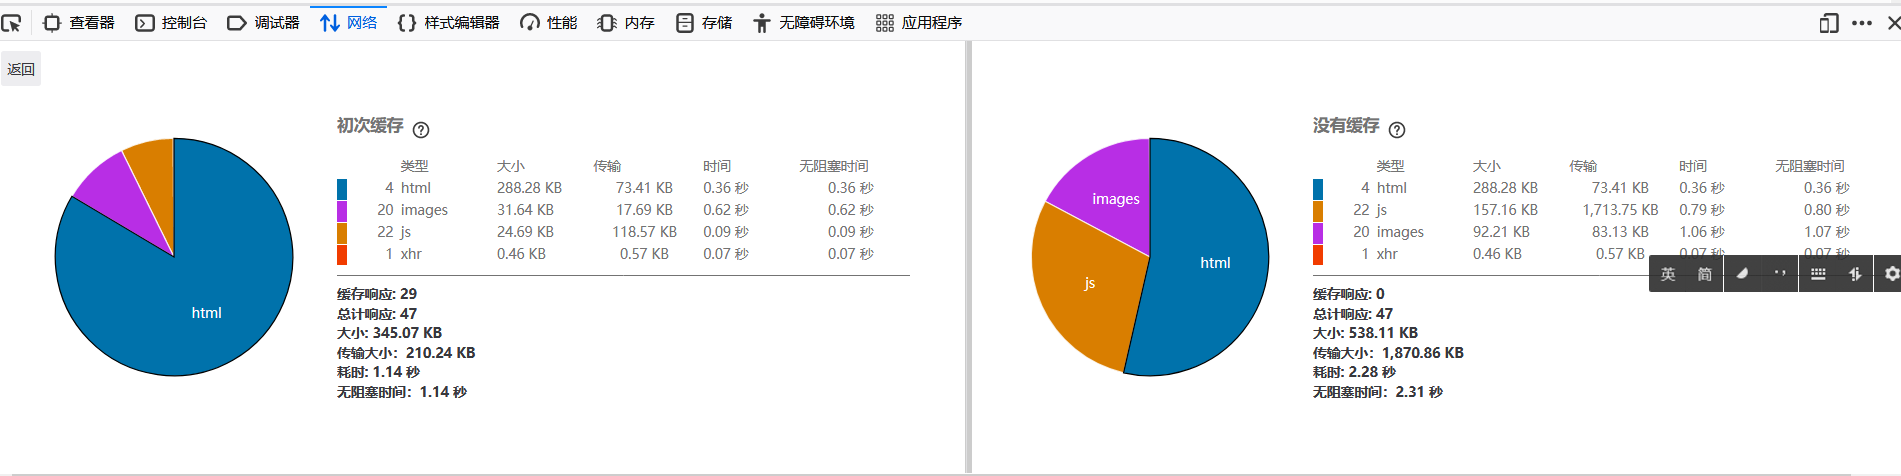 查看器 控制台 调试器 网络 样式编辑器 性能 内存 存储 无障碍环境 应用程序
返回
初次缓存
类型 大小 传输 时间 无阻塞时间
4 html 288.28 KB 73.41 KB 0.36 秒 0.36 秒
20 images 31.64 KB 17.69 KB 0.62 秒 0.62 秒
22 js 24.69 KB 118.57 KB 0.09 秒 0.09 秒
1 xhr 0.46 KB 0.57 KB 0.07 秒 0.07 秒
html
缓存响应: 29
总计响应: 47
大小: 345.07 KB
传输大小: 210.24 KB
耗时: 1.14 秒
无阻塞时间: 1.14 秒
没有缓存
类型 大小 传输 时间 无阻塞时间
4 html 288.28 KB 73.41 KB 0.36 秒 0.36 秒
22 js 157.16 KB 1,713.75 KB 0.79 秒 0.80 秒
20 images 92.21 KB 83.13 KB 1.06 秒 1.07 秒
1 xhr 0.46 KB 0.57 KB 0.07 秒 0.07 秒
images
html
js
英 简
缓存响应: 0
总计响应: 47
大小: 538.11 KB
传输大小: 1,870.86 KB
耗时: 2.28 秒
无阻塞时间: 2.31 秒